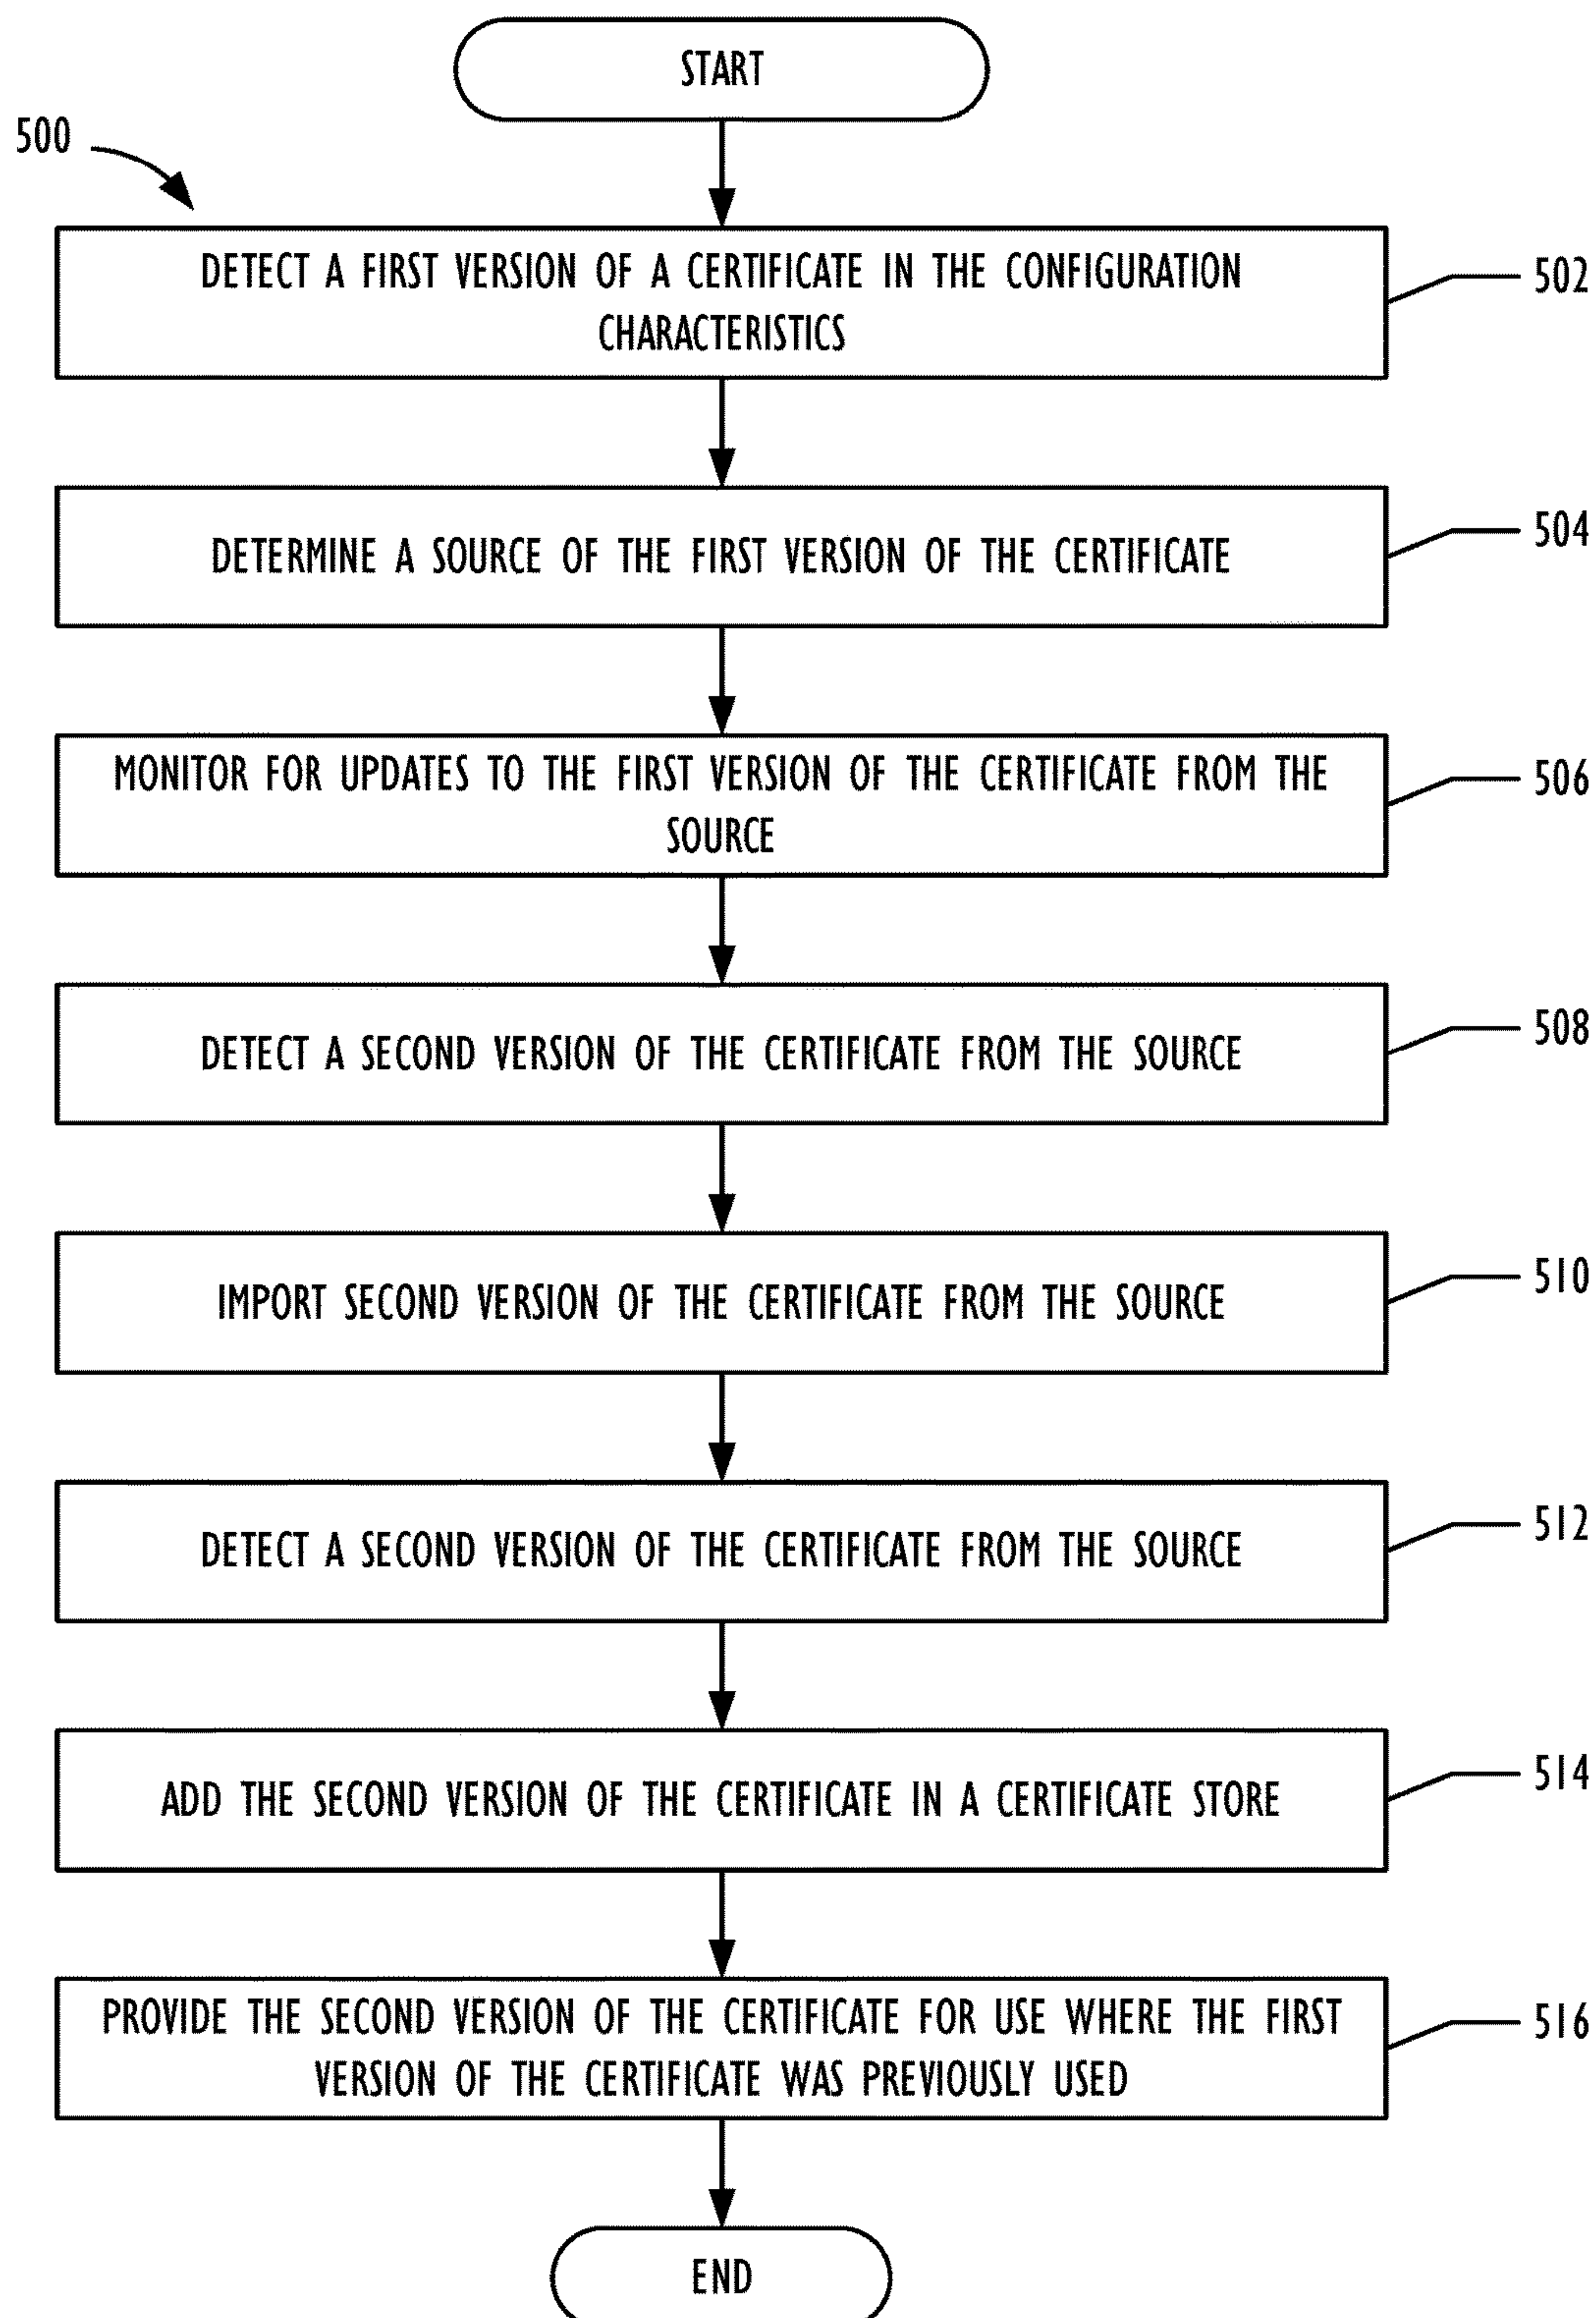 START
500
DETECT A FIRST VERSION OF A CERTIFICATE IN THE CONFIGURATION
CHARACTERISTICS
502
DETERMINE A SOURCE OF THE FIRST VERSION OF THE CERTIFICATE
504
MONITOR FOR UPDATES TO THE FIRST VERSION OF THE CERTIFICATE FROM THE
SOURCE
506
DETECT A SECOND VERSION OF THE CERTIFICATE FROM THE SOURCE
508
IMPORT SECOND VERSION OF THE CERTIFICATE FROM THE SOURCE
510
DETECT A SECOND VERSION OF THE CERTIFICATE FROM THE SOURCE
512
ADD THE SECOND VERSION OF THE CERTIFICATE IN A CERTIFICATE STORE
514
PROVIDE THE SECOND VERSION OF THE CERTIFICATE FOR USE WHERE THE FIRST
VERSION OF THE CERTIFICATE WAS PREVIOUSLY USED
516
END